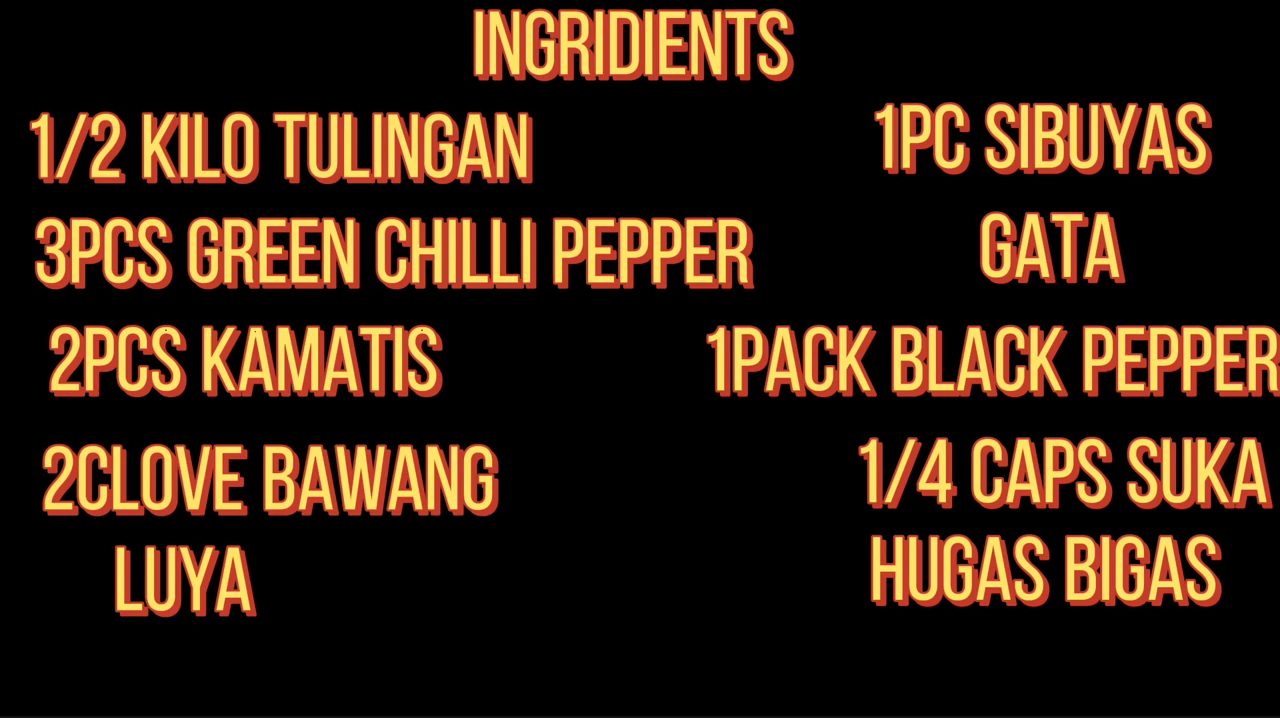 INGRIDIENTS
1/2 KILO TULINGAN
3PCS GREEN CHILLI PEPPER
2PCS KAMATIS
2CLOVE BAWANG
LUYA
1PC SIBUYAS
GATA
1PACK BLACK PEPPER
1/4 CAPS SUKA
HUGAS BIGAS